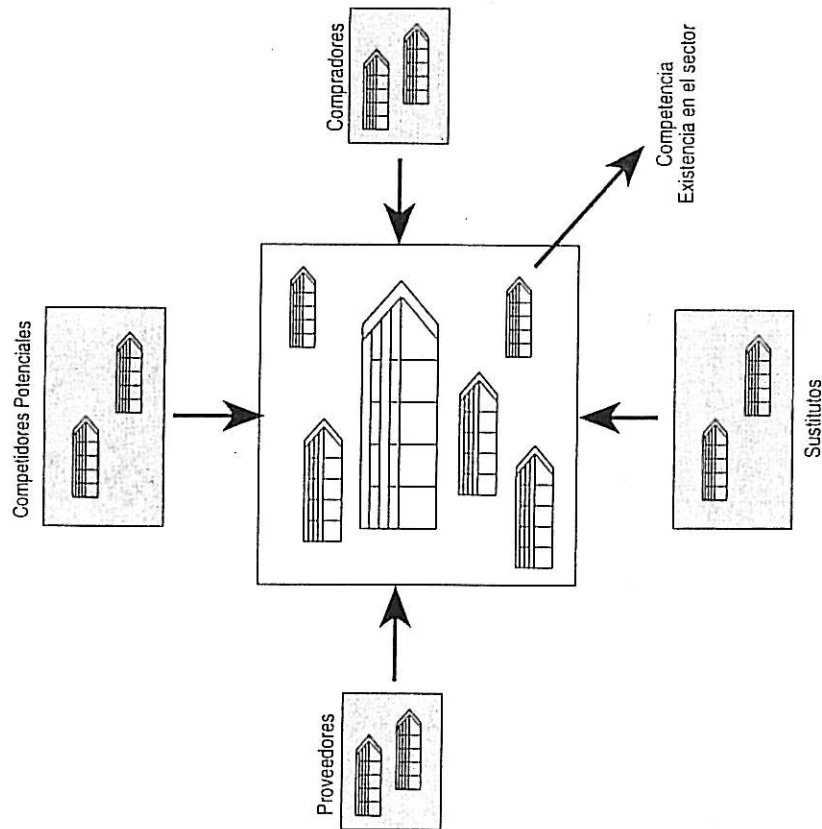 Competidores Potenciales
Compradores
Proveedores
Sustitutos
Competencia
Existencia en el sector